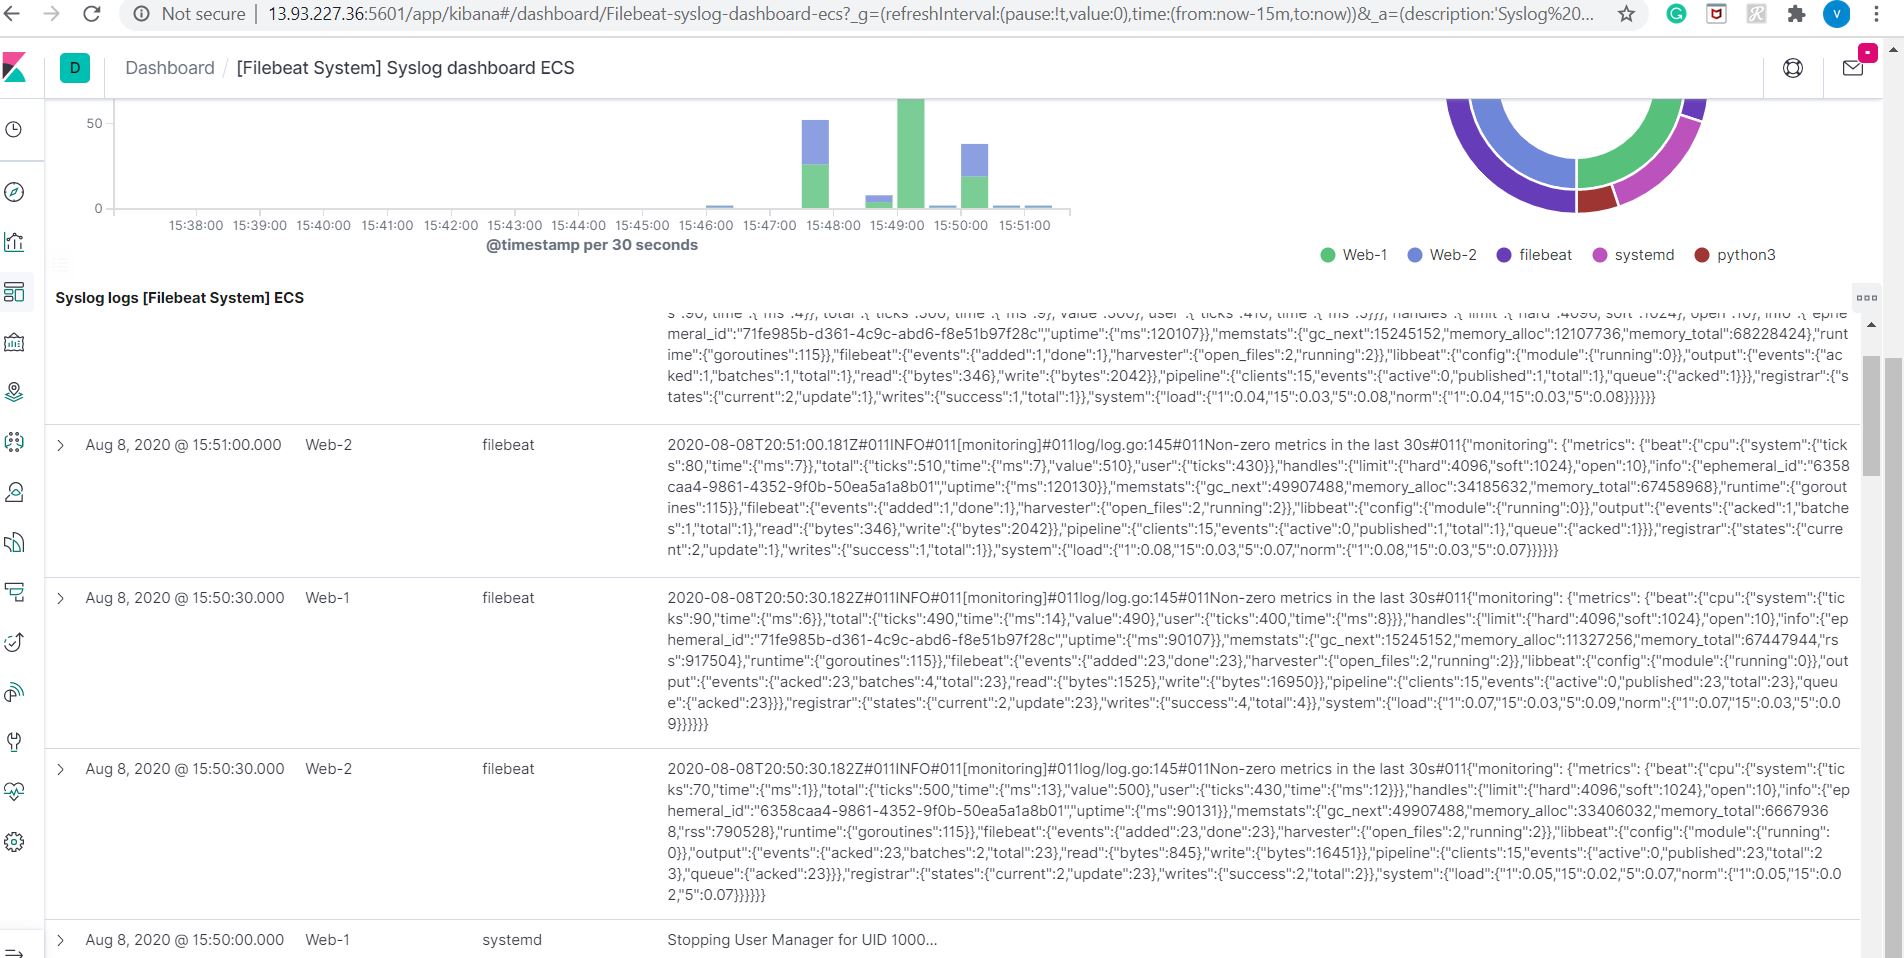 Not secure | 13.93.227.36:5601/app/kibana#/dashboard/Filebeat-syslog-dashboard-ecs?_g=(refreshInterval:(pause:!t,value:0),time:(from:now-15m,to:now))&_a=(description:'Syslog%20...
V
D Dashboard / [Filebeat System] Syslog dashboard ECS
50
0
15:38:00 15:39:00 15:40:00 15:41:00 15:42:00 15:43:00 15:44:00 15:45:00 15:46:00 15:47:00 15:48:00 15:49:00 15:50:00 15:51:00
@timestamp per 30 seconds
Web-1 Web-2 filebeat systemd python3
Syslog logs [Filebeat System] ECS
meral_id":"71fe985b-d361-4c9c-abd6-f8e51b97f28c","uptime":{"ms":120107}},"memstats":{"gc_next":15245152,"memory_alloc":12107736,"memory_total":68228424},"run
time":{"goroutines":115}},"filebeat":{"events":{"added":1,"done":1},"harvester":{"open_files":2,"running":2}},"libbeat":{"config":{"module":{"running":0}},"output":{"events":{"ac
ked":1,"batches":1,"total":1},"read":{"bytes":346},"write":{"bytes":2042}},"pipeline":{"clients":15,"events":{"active":0,"published":1,"total":1},"queue":{"acked":1}}},"registrar":{"s
tates":{"current":2,"update":1},"writes":{"success":1,"total":1}},"system":{"load":{"1":0.04,"15":0.03,"5":0.08,"norm":{"1":0.04,"15":0.03,"5":0.08}}}}}}
Aug 8, 2020 @ 15:51:00.000 Web-2 filebeat 2020-08-08T20:51:00.181Z#011INFO#011[monitoring]#011log/log.go:145#011Non-zero metrics in the last 30s#011{"monitoring": {"metrics": {"beat":{"cpu":{"system":{"tick
s":80,"time":{"ms":7}},"total":{"ticks":510,"time":{"ms":7},"value":510},"user":{"ticks":430}},"handles":{"limit":{"hard":4096,"soft":1024},"open":10},"info":{"ephemeral_id":"6358
caa4-9861-4352-9f0b-50ea5a1a8b01","uptime":{"ms":120130}},"memstats":{"gc_next":49907488,"memory_alloc":34185632,"memory_total":67458968},"runtime":{"gorout
ines":115}},"filebeat":{"events":{"added":1,"done":1},"harvester":{"open_files":2,"running":2}},"libbeat":{"config":{"module":{"running":0}},"output":{"events":{"acked":1,"batche
s":1,"total":1},"read":{"bytes":346},"write":{"bytes":2042}},"pipeline":{"clients":15,"events":{"active":0,"published":1,"total":1},"queue":{"acked":1}}},"registrar":{"states":{"curre
nt":2,"update":1},"writes":{"success":1,"total":1}},"system":{"load":{"1":0.08,"15":0.03,"5":0.07,"norm":{"1":0.08,"15":0.03,"5":0.07}}}}}}
Aug 8, 2020 @ 15:50:30.000 Web-1 filebeat 2020-08-08T20:50:30.182Z#011INFO#011[monitoring]#011log/log.go:145#011Non-zero metrics in the last 30s#011{"monitoring": {"metrics": {"beat":{"cpu":{"system":{"tic
ks":90,"time":{"ms":6}},"total":{"ticks":490,"time":{"ms":14},"value":490},"user":{"ticks":400,"time":{"ms":8}}},"handles":{"limit":{"hard":4096,"soft":1024},"open":10},"info":{"ep
hemeral_id":"71fe985b-d361-4c9c-abd6-f8e51b97f28c","uptime":{"ms":90107}},"memstats":{"gc_next":15245152,"memory_alloc":11327256,"memory_total":67447944,"rs
s":917504},"runtime":{"goroutines":115}},"filebeat":{"events":{"added":23,"done":23},"harvester":{"open_files":2,"running":2}},"libbeat":{"config":{"module":{"running":0}},"out
put":{"events":{"acked":23,"batches":4,"total":23},"read":{"bytes":1525},"write":{"bytes":16950}},"pipeline":{"clients":15,"events":{"active":0,"published":23,"total":23},"queu
e":{"acked":23}}},"registrar":{"states":{"current":2,"update":23},"writes":{"success":4,"total":4}},"system":{"load":{"1":0.07,"15":0.03,"5":0.09,"norm":{"1":0.07,"15":0.03,"5":0.0
9}}}}}}
Aug 8, 2020 @ 15:50:30.000 Web-2 filebeat 2020-08-08T20:50:30.182Z#011INFO#011[monitoring]#011log/log.go:145#011Non-zero metrics in the last 30s#011{"monitoring": {"metrics": {"beat":{"cpu":{"system":{"tic
ks":70,"time":{"ms":1}},"total":{"ticks":500,"time":{"ms":13},"value":500},"user":{"ticks":430,"time":{"ms":12}}},"handles":{"limit":{"hard":4096,"soft":1024},"open":10},"info":{"ep
hemeral_id":"6358caa4-9861-4352-9f0b-50ea5a1a8b01","uptime":{"ms":90131}},"memstats":{"gc_next":49907488,"memory_alloc":33406032,"memory_total":6667936
8,"rss":790528},"runtime":{"goroutines":115}},"filebeat":{"events":{"added":23,"done":23},"harvester":{"open_files":2,"running":2}},"libbeat":{"config":{"module":{"running":
0}},"output":{"events":{"acked":23,"batches":2,"total":23},"read":{"bytes":845},"write":{"bytes":16451}},"pipeline":{"clients":15,"events":{"active":0,"published":23,"total":2
3},"queue":{"acked":23}}},"registrar":{"states":{"current":2,"update":23},"writes":{"success":2,"total":2}},"system":{"load":{"1":0.05,"15":0.02,"5":0.07,"norm":{"1":0.05,"15":0.0
2,"5":0.07}}}}}}
Aug 8, 2020 @ 15:50:00.000 Web-1 systemd Stopping User Manager for UID 1000...